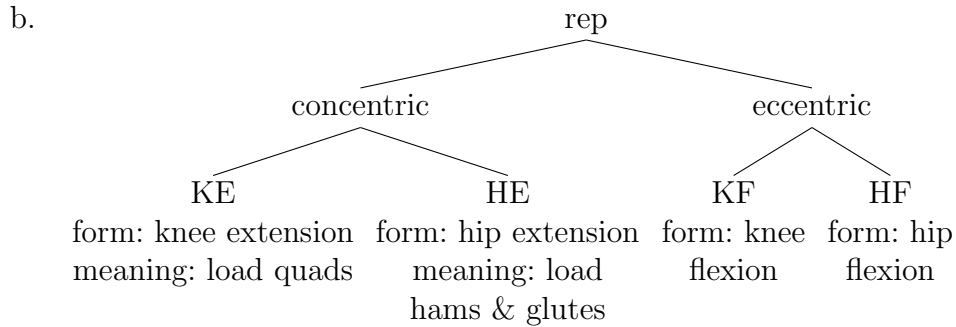 b.
rep
concentric eccentric
KE HE KF HF
form: knee extension form: hip extension form: knee form: hip
meaning: load quads meaning: load flexion flexion
hams & glutes